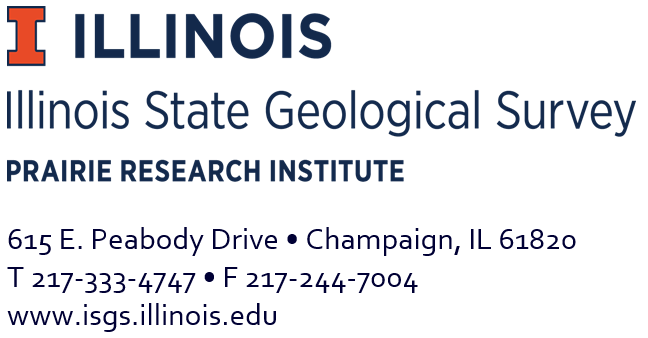 I ILLINOIS
Illinois State Geological Survey
PRAIRIE RESEARCH INSTITUTE
615 E. Peabody Drive • Champaign, IL 61820
T 217-333-4747 • F 217-244-7004
www.isgs.illinois.edu